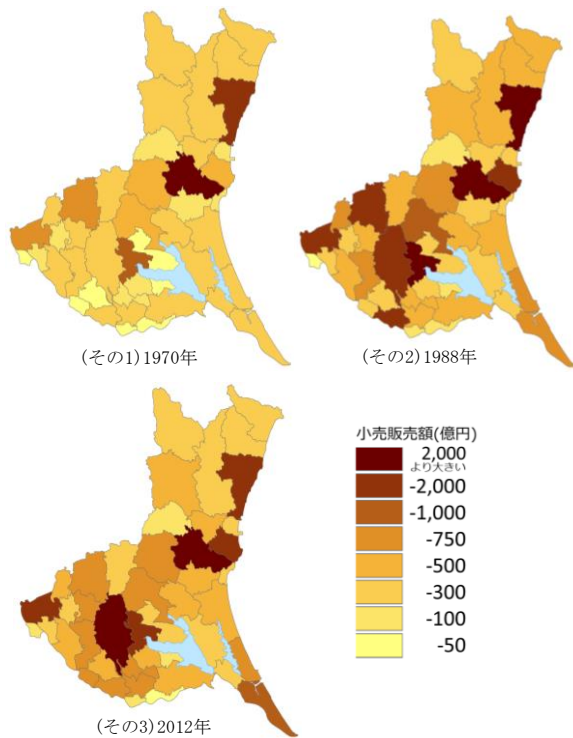 (その1)1970年
(その2)1988年
(その3)2012年
小売販売額(億円)
2,000
より大きい
-2,000
-1,000
-750
-500
-300
-100
-50